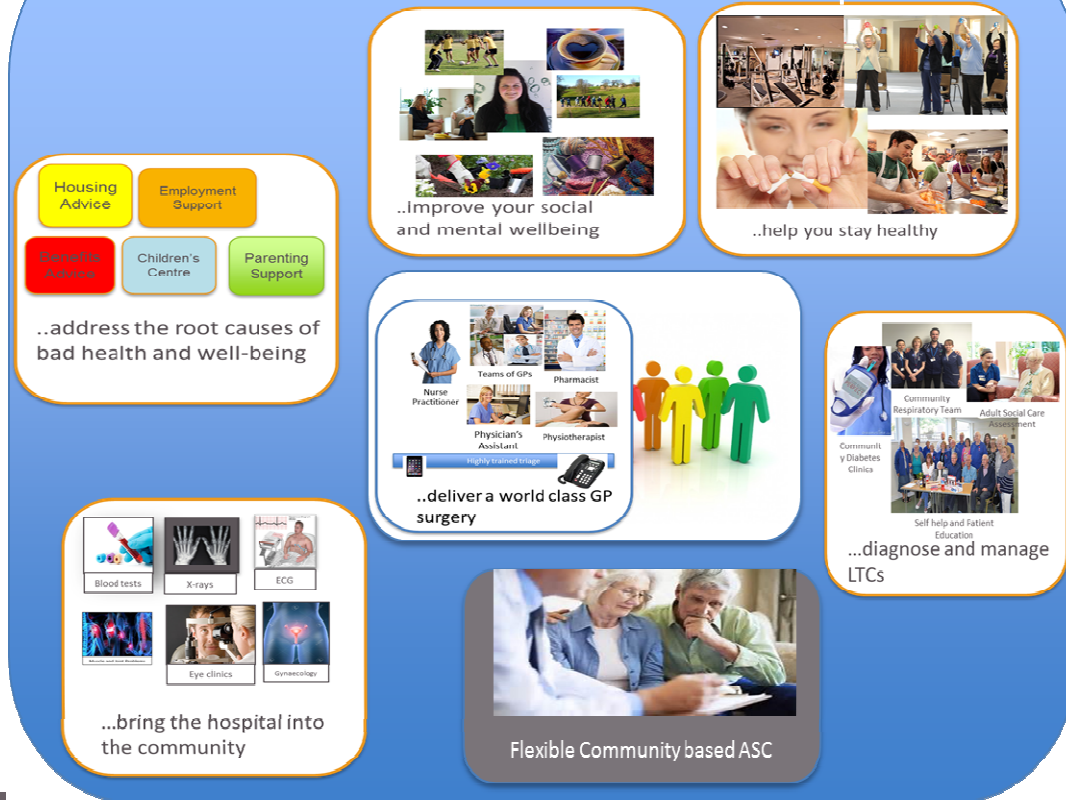 ..improve your social
and mental wellbeing
..help you stay healthy
Housing
Advice
Employment
Support
Benefits
Advice
Children's
Centre
Parenting
Support
..address the root causes of
bad health and well-being
Nurse
Practitioner
Teams of GPs
Pharmacist
Physician's
Assistant
Physiotherapist
Highly trained triage
..deliver a world class GP
surgery
Community
Respiratory Team
Adult Social Care
Assessment
Communit
y Diabetes
Clinics
Self help and Patient
Education
...diagnose and manage
LTCs
Blood tests
X-rays
ECG
Eye clinics
Gynaecology
...bring the hospital into
the community
Flexible Community based ASC